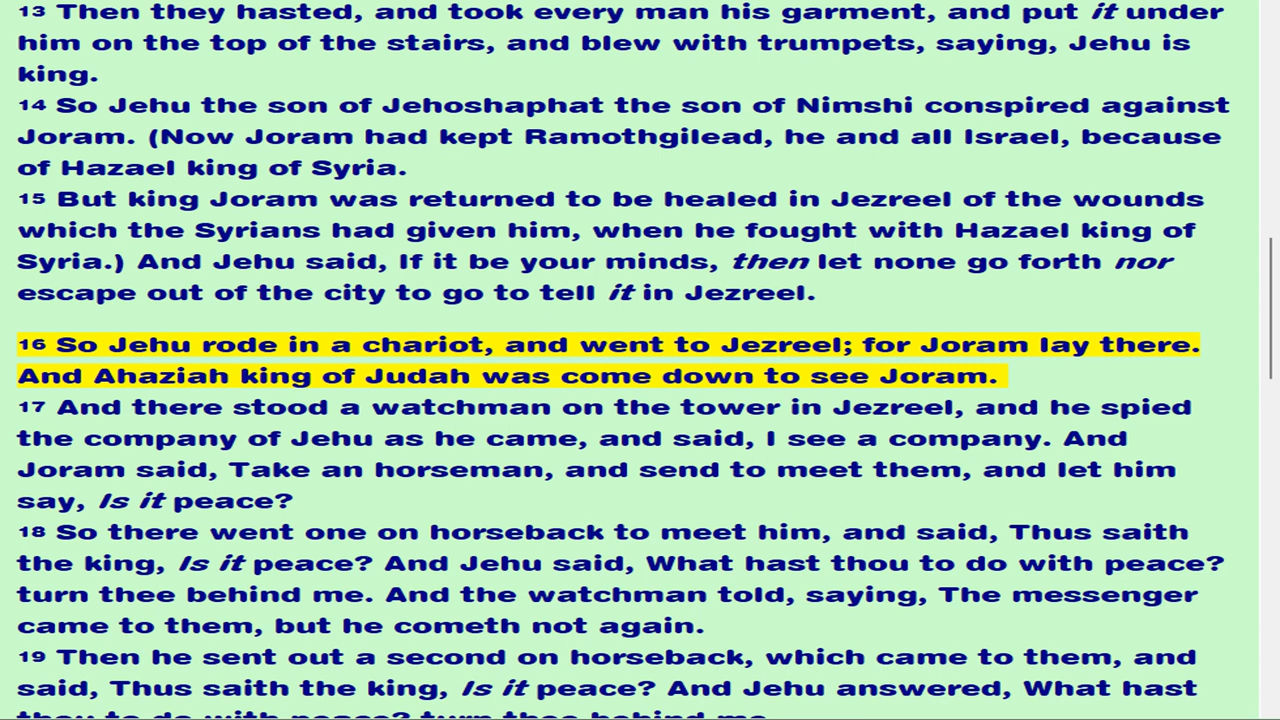 13 Then they hasted, and took every man his garment, and put it under
him on the top of the stairs, and blew with trumpets, saying, Jehu is
king.
14 So Jehu the son of Jehoshaphat the son of Nimshi conspired against
Joram. (Now Joram had kept Ramothgilead, he and all Israel, because
of Hazael king of Syria.
15 But king Joram was returned to be healed in Jezreel of the wounds
which the Syrians had given him, when he fought with Hazael king of
Syria.) And Jehu said, If it be your minds, then let none go forth nor
escape out of the city to go to tell it in Jezreel.
16 So Jehu rode in a chariot, and went to Jezreel; for Joram lay there.
And Ahaziah king of Judah was come down to see Joram.
17 And there stood a watchman on the tower in Jezreel, and he spied
the company of Jehu as he came, and said, I see a company. And
Joram said, Take an horseman, and send to meet them, and let him
say, Is it peace?
18 So there went one on horseback to meet him, and said, Thus saith
the king, Is it peace? And Jehu said, What hast thou to do with peace?
turn thee behind me. And the watchman told, saying, The messenger
came to them, but he cometh not again.
19 Then he sent out a second on horseback, which came to them, and
said, Thus saith the king, Is it peace? And Jehu answered, What hast
thou to do with peace? turn thee behind me.